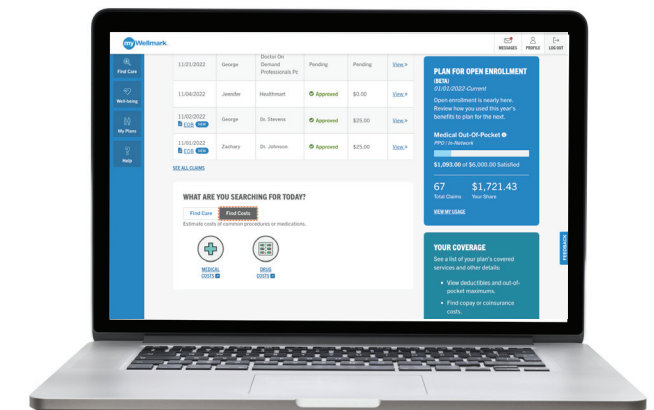 myWellmark
MESSAGES PROFILE LOG OUT
Find Care
Well-being
My Plans
Help
11/21/2022 George Doctor On Demand Professionals Pc Pending Pending View >
11/04/2022 Jennifer Healthmart Approved $0.00 View >
11/02/2022 George Dr. Stevens Approved $25.00 View >
EOB NEW
11/01/2022 Zachary Dr. Johnson Approved $25.00 View >
EOB NEW
SEE ALL CLAIMS
WHAT ARE YOU SEARCHING FOR TODAY?
Find Care Find Costs
Estimate costs of common procedures or medications.
MEDICAL
COSTS
DRUG
COSTS
PLAN FOR OPEN ENROLLMENT
(BETA)
01/01/2022-Current
Open enrollment is nearly here.
Review how you used this year's
benefits to plan for the next.
Medical Out-Of-Pocket
PPO / In-Network
$1,093.00 of $6,000.00 Satisfied
67 $1,721.43
Total Claims Your Share
VIEW MY USAGE
FEEDBACK
YOUR COVERAGE
See a list of your plan's covered
services and other details:
• View deductibles and out-of-
pocket maximums.
• Find copay or coinsurance
costs.